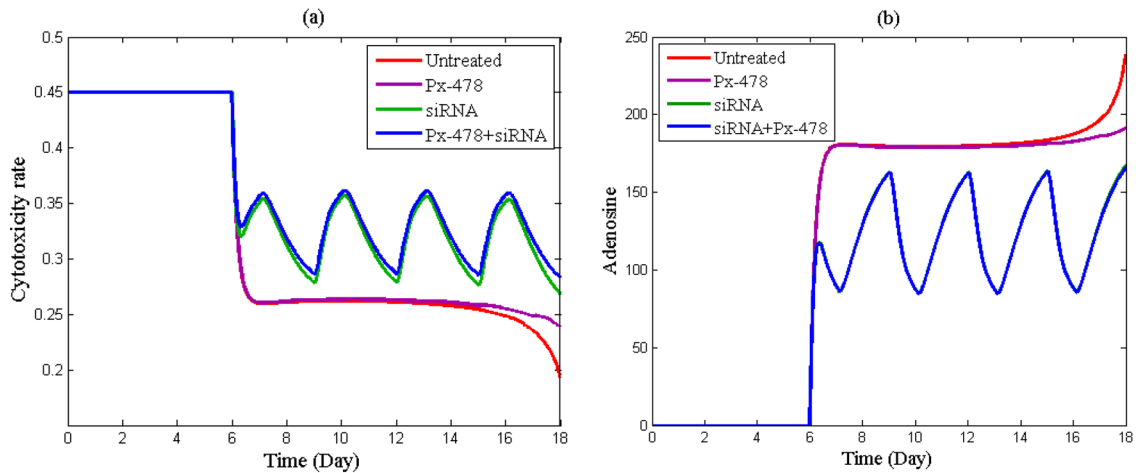 (a)
0.5
0.45
0.4
0.35
0.3
0.25
0.2
Cytotoxicity rate
0 2 4 6 8 10 12 14 16 18
Time (Day)
Untreated
Px-478
siRNA
Px-478+siRNA
(b)
250
200
150
100
50
0
Adenosine
0 2 4 6 8 10 12 14 16 18
Time (Day)
Untreated
Px-478
siRNA
siRNA+Px-478